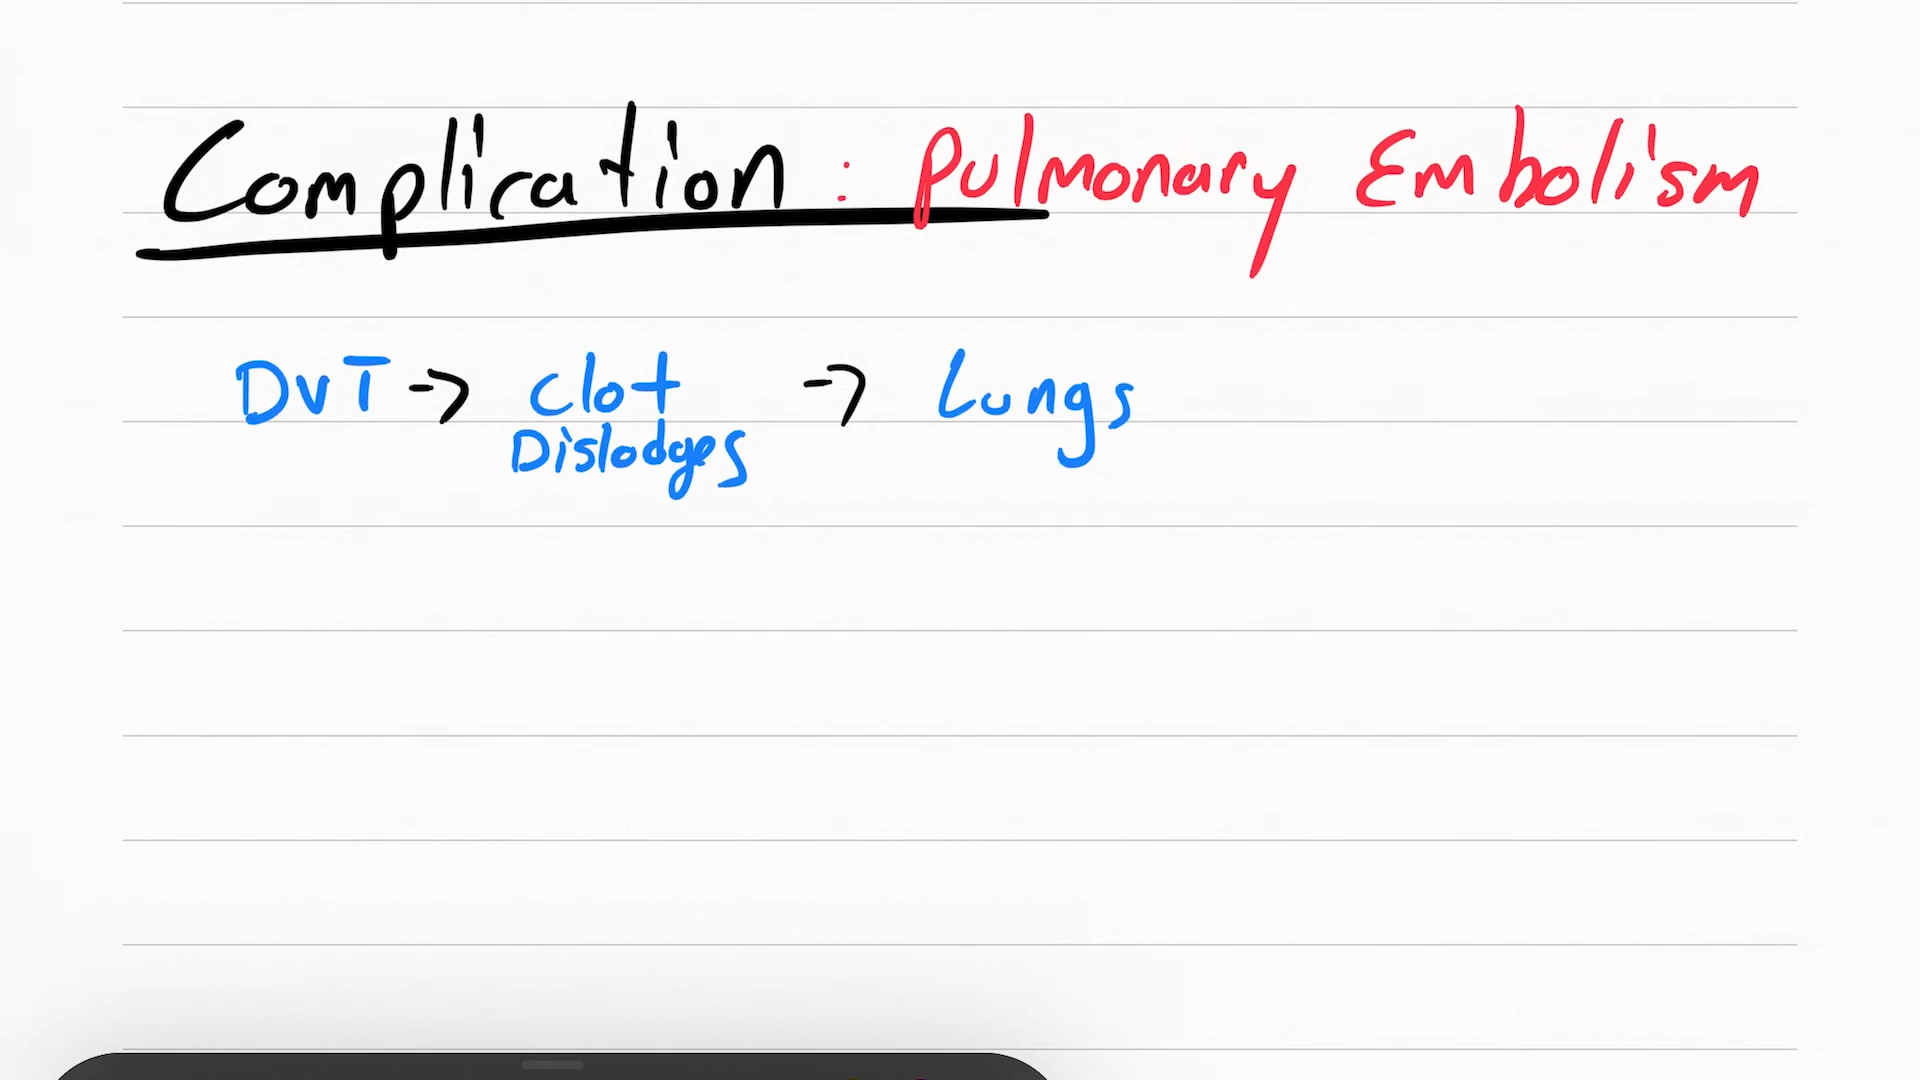 Complication : Pulmonary Embolism
DVT -> Clot -> Lungs
Dislodges